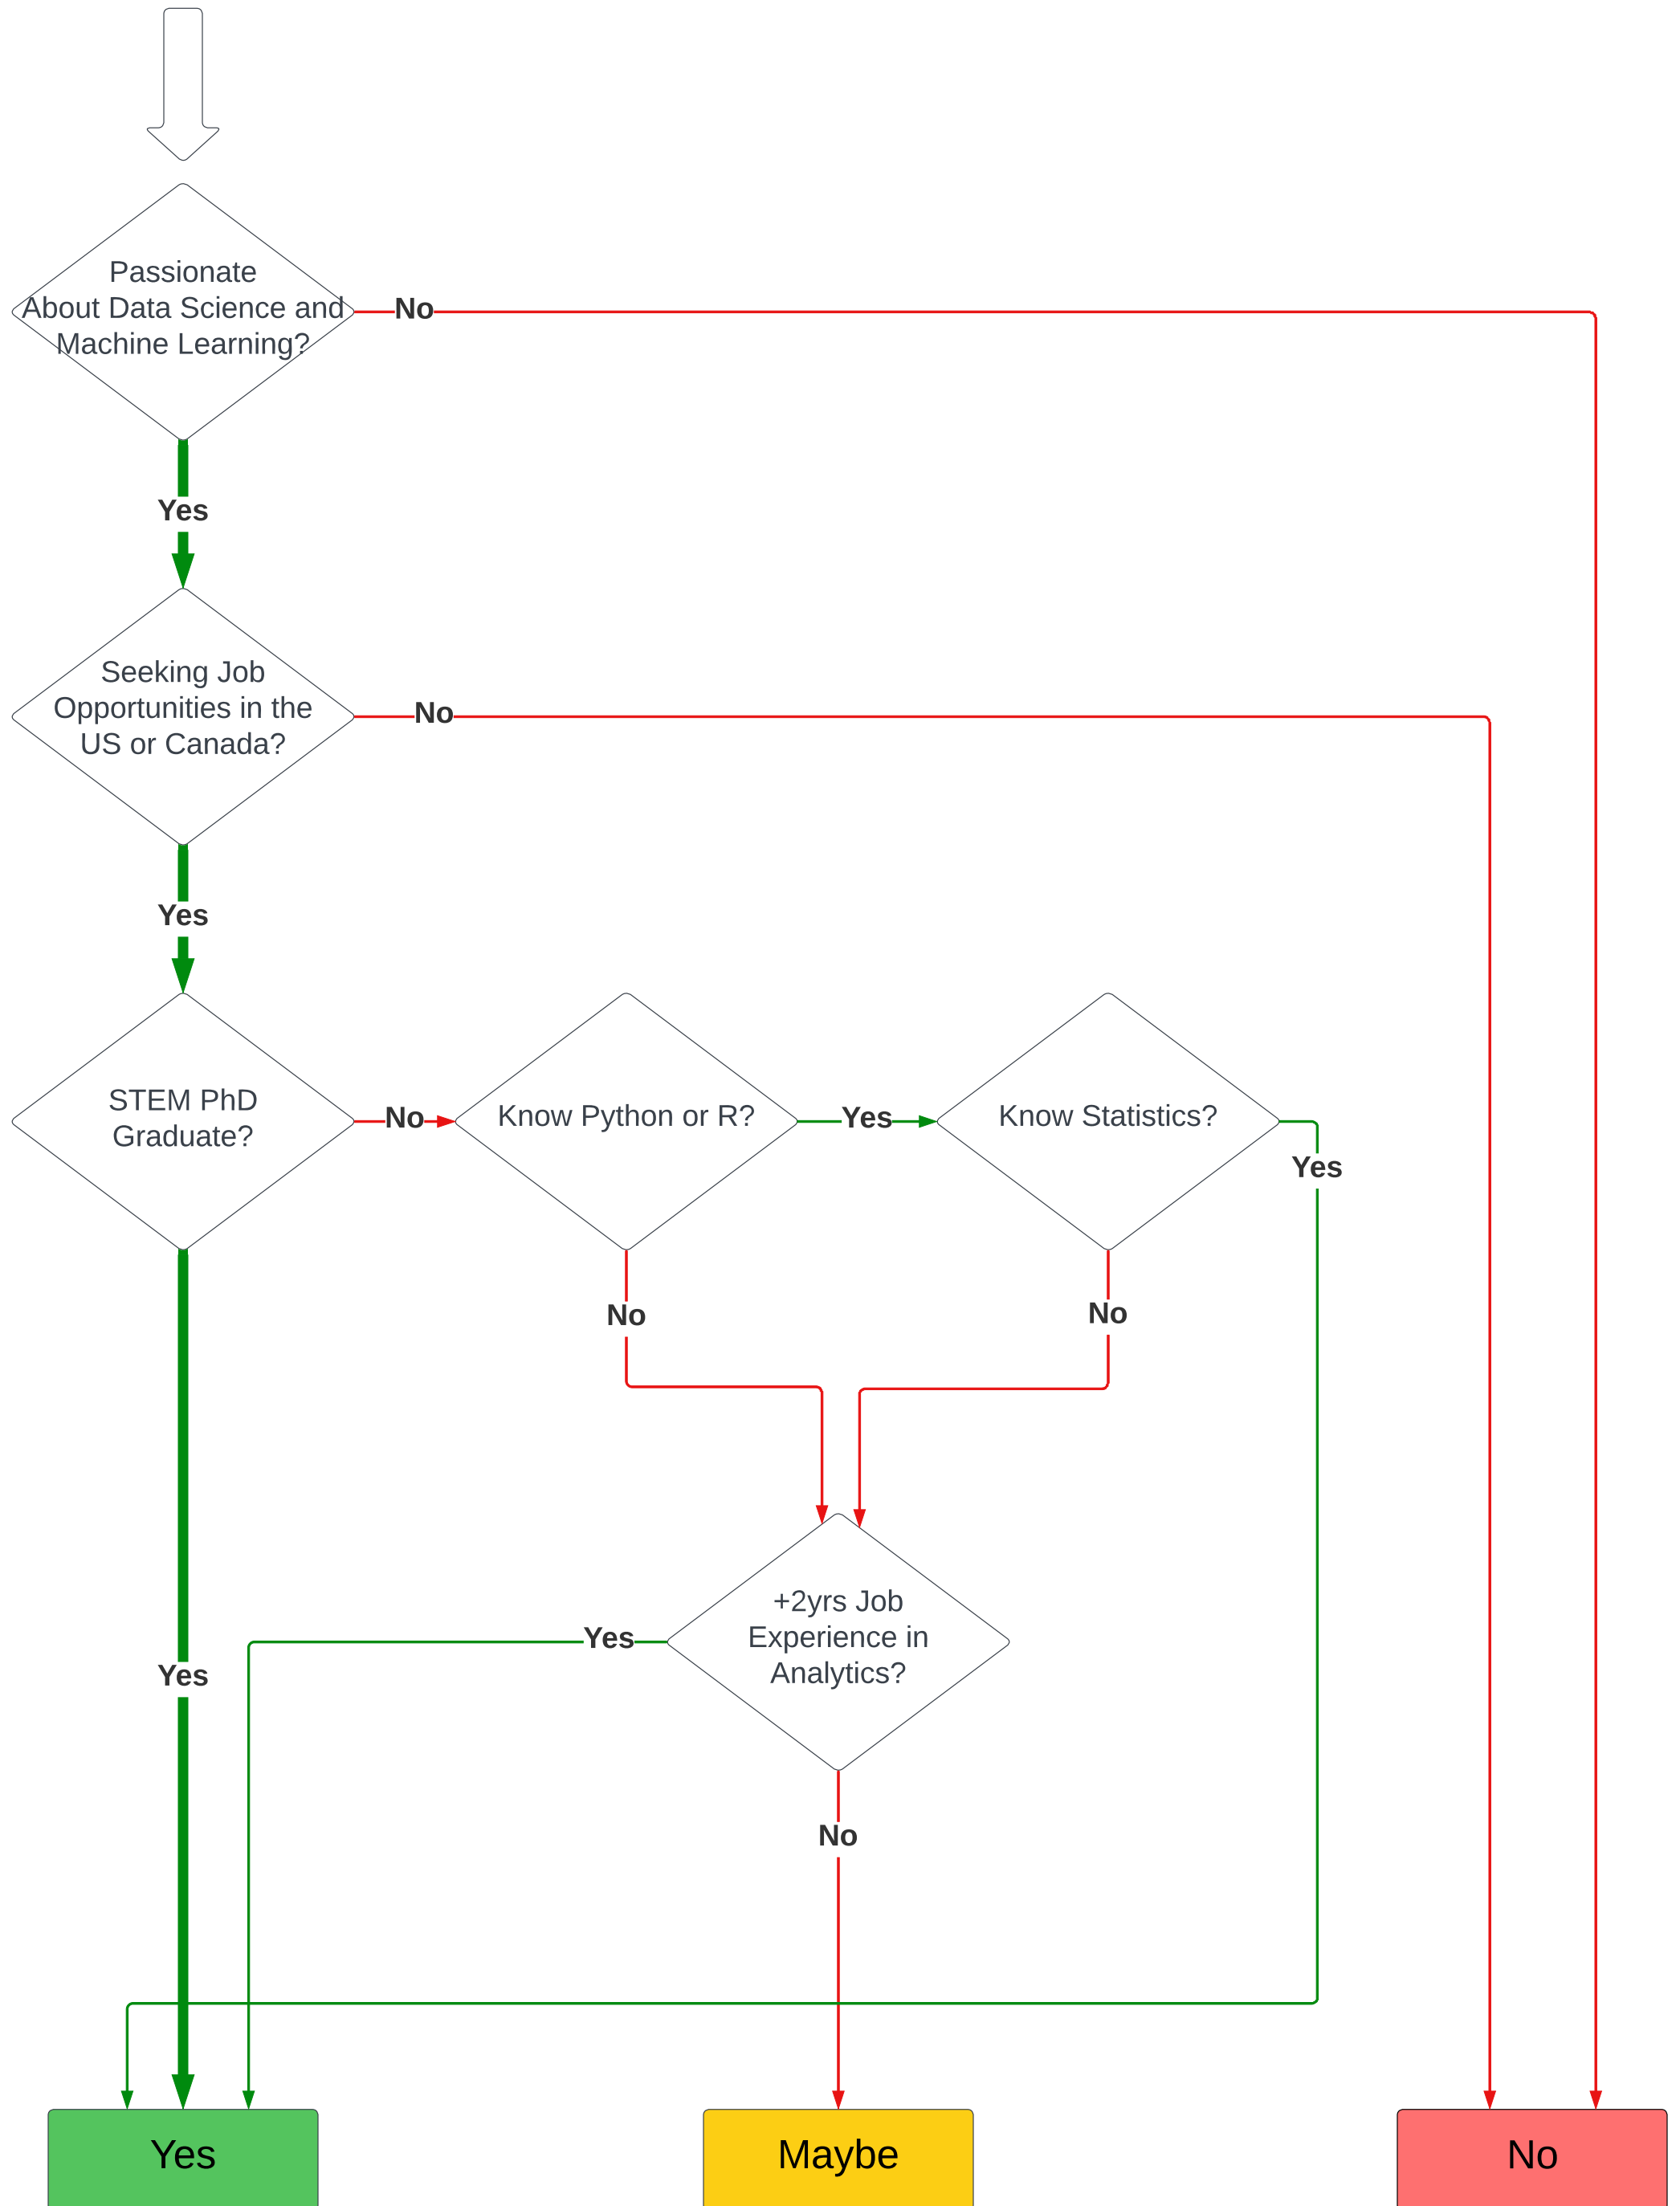 Passionate
About Data Science and
Machine Learning?
No
Yes
Seeking Job
Opportunities in the
US or Canada?
No
Yes
STEM PhD
Graduate?
No
Know Python or R?
Yes
Know Statistics?
Yes
No
No
+2yrs Job
Experience in
Analytics?
Yes
Yes
No
Yes
Maybe
No